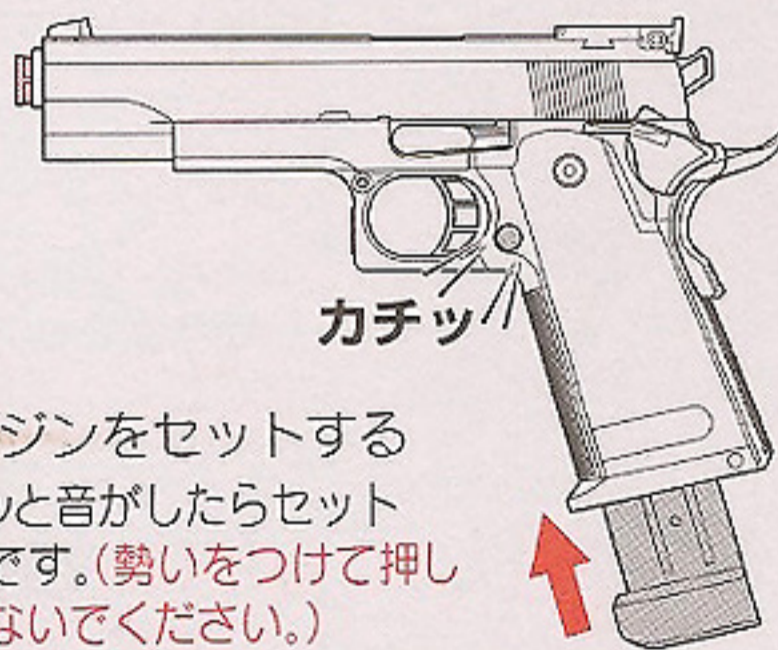 カチッ
ジンをセットする
ッと音がしたらセット
です。(勢いをつけて押し
ないでください。)